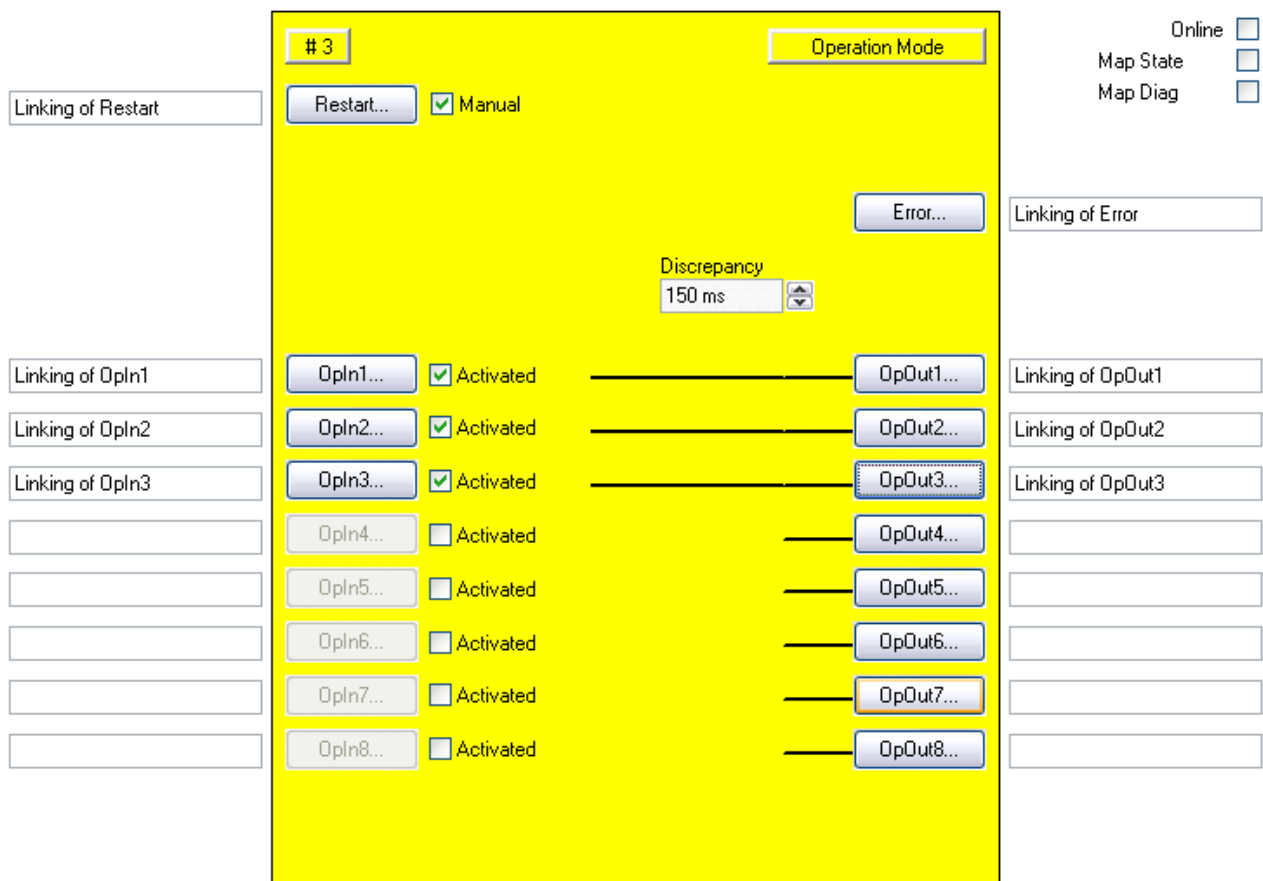 # 3
Operation Mode
Online
Map State
Map Diag
Linking of Restart
Restart...
Manual
Error...
Linking of Error
Discrepancy
150 ms
Linking of OpIn1
OpIn1...
Activated
OpOut1...
Linking of OpOut1
Linking of OpIn2
OpIn2...
Activated
OpOut2...
Linking of OpOut2
Linking of OpIn3
OpIn3...
Activated
OpOut3...
Linking of OpOut3
OpIn4...
Activated
OpOut4...
OpIn5...
Activated
OpOut5...
OpIn6...
Activated
OpOut6...
OpIn7...
Activated
OpOut7...
OpIn8...
Activated
OpOut8...